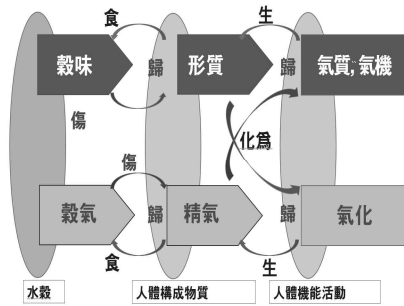 食
生
穀味
歸
形質
歸
氣質, 氣機
傷
化爲
傷
穀氣
歸
精氣
歸
氣化
食
生
水穀
人體構成物質
人體機能活動